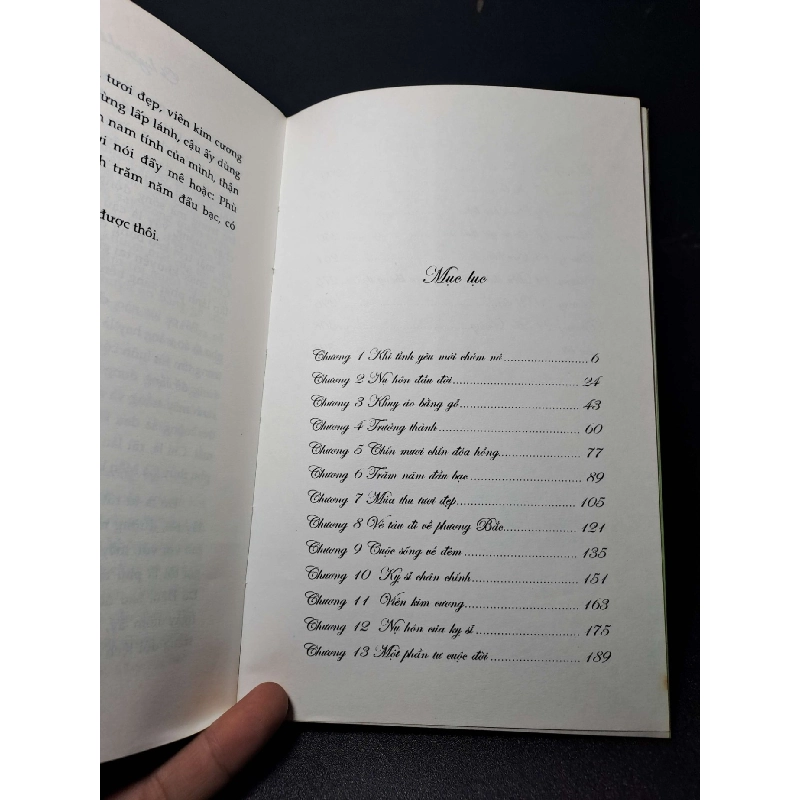 tươi đẹp, viên kim cương
ừng lấp lánh, cậu ấy dùng
nam tính của mình, thận
nói đầy mê hoặc: Phù
trăm năm đầu bạc, có
được thôi.
Mục lục
Chương 1 Khi tình yêu mới chớm nở 6
Chương 2 Nụ hôn đầu đời 24
Chương 3 Khuy áo bằng gỗ 43
Chương 4 Trưởng thành 60
Chương 5 Chín mươi chín đóa hồng 77
Chương 6 Trăm năm đầu bạc 89
Chương 7 Mùa thu tươi đẹp 105
Chương 8 Vé tàu đi về phương Bắc 121
Chương 9 Cuộc sống về đêm 135
Chương 10 Kỵ sĩ chân chính 151
Chương 11 Viên kim cương 163
Chương 12 Nụ hôn của kỵ sĩ 175
Chương 13 Một phần tư cuộc đời 189